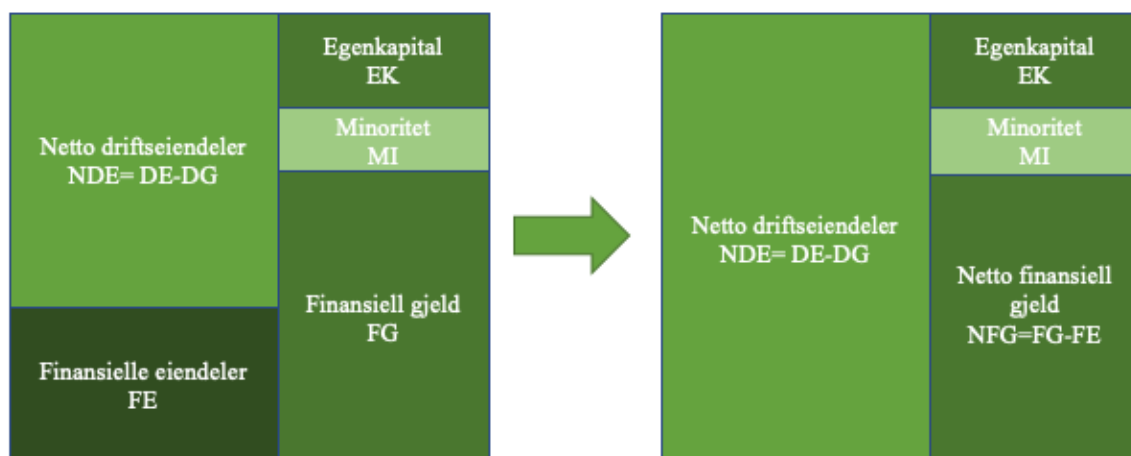 Netto driftseiendeler
NDE= DE-DG
Finansielle eiendeler
FE
Egenkapital
EK
Minoritet
MI
Finansiell gjeld
FG
Netto driftseiendeler
NDE= DE-DG
Egenkapital
EK
Minoritet
MI
Netto finansiell
gjeld
NFG=FG-FE